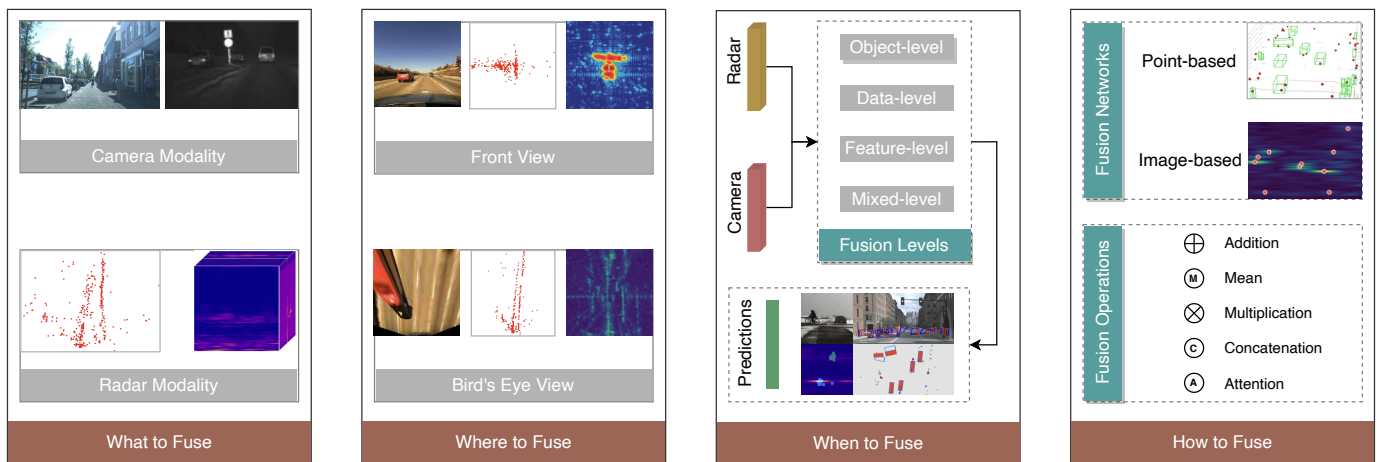 Camera Modality
Radar Modality
What to Fuse
Front View
Bird's Eye View
Where to Fuse
Radar
Camera
Object-level
Data-level
Feature-level
Mixed-level
Fusion Levels
Predictions
When to Fuse
Fusion Networks
Point-based
Image-based
Fusion Operations
Addition
M Mean
Multiplication
C Concatenation
A Attention
How to Fuse